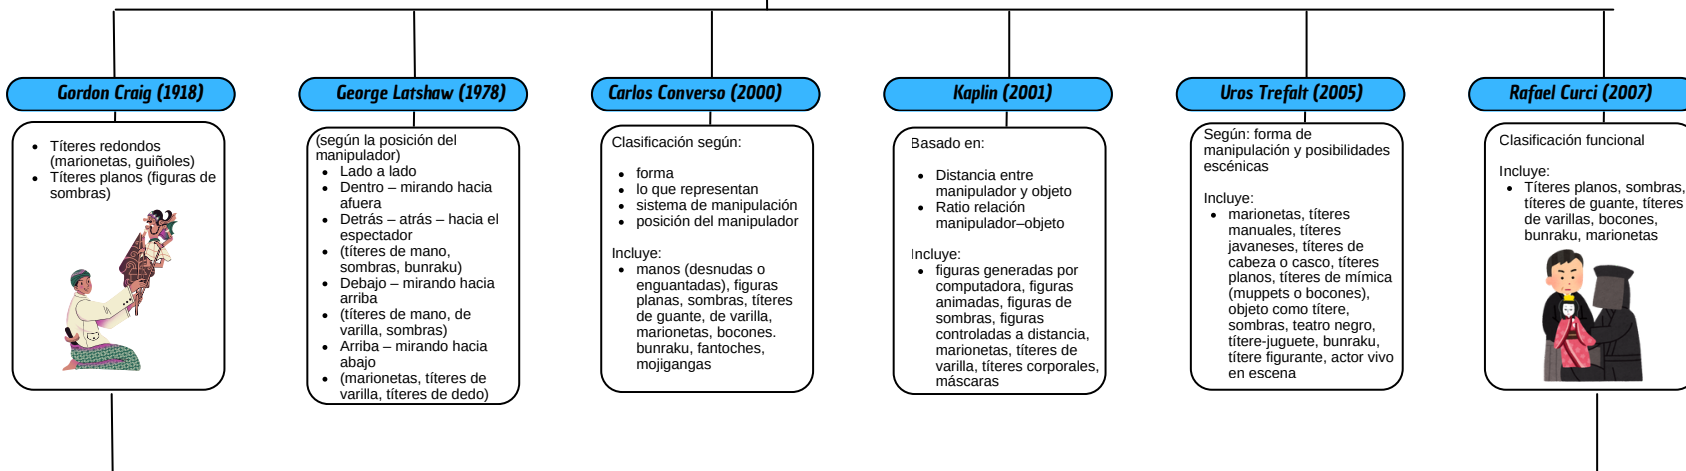 Gordon Craig (1918)
• Títeres redondos
(marionetas, guiñoles)
• Títeres planos (figuras de
sombras)
George Latshaw (1978)
(según la posición del
manipulador)
• Lado a lado
• Dentro – mirando hacia
afuera
• Detrás – atrás – hacia el
espectador
• (títeres de mano,
sombras, bunraku)
• Debajo – mirando hacia
arriba
• (títeres de mano, de
varilla, sombras)
• Arriba – mirando hacia
abajo
• (marionetas, títeres de
varilla, títeres de dedo)
Carlos Converso (2000)
Clasificación según:
• forma
• lo que representan
• sistema de manipulación
• posición del manipulador
Incluye:
• manos (desnudas o
enguantadas), figuras
planas, sombras, títeres
de guante, de varilla,
marionetas, bocones.
bunraku, fantoches,
mojigangas
Kaplin (2001)
Basado en:
• Distancia entre
manipulador y objeto
• Ratio relación
manipulador–objeto
Incluye:
• figuras generadas por
computadora, figuras
animadas, figuras de
sombras, figuras
controladas a distancia,
marionetas, títeres de
varilla, títeres corporales,
máscaras
Uros Trefalt (2005)
Según: forma de
manipulación y posibilidades
escénicas
Incluye:
• marionetas, títeres
manuales, títeres
javaneses, títeres de
cabeza o casco, títeres
planos, títeres de mímica
(muppets o bocones),
objeto como títere,
sombras, teatro negro,
títere-juguete, bunraku,
títere figurante, actor vivo
en escena
Rafael Curci (2007)
Clasificación funcional
Incluye:
• Títeres planos, sombras,
títeres de guante, títeres
de varillas, bocones,
bunraku, marionetas